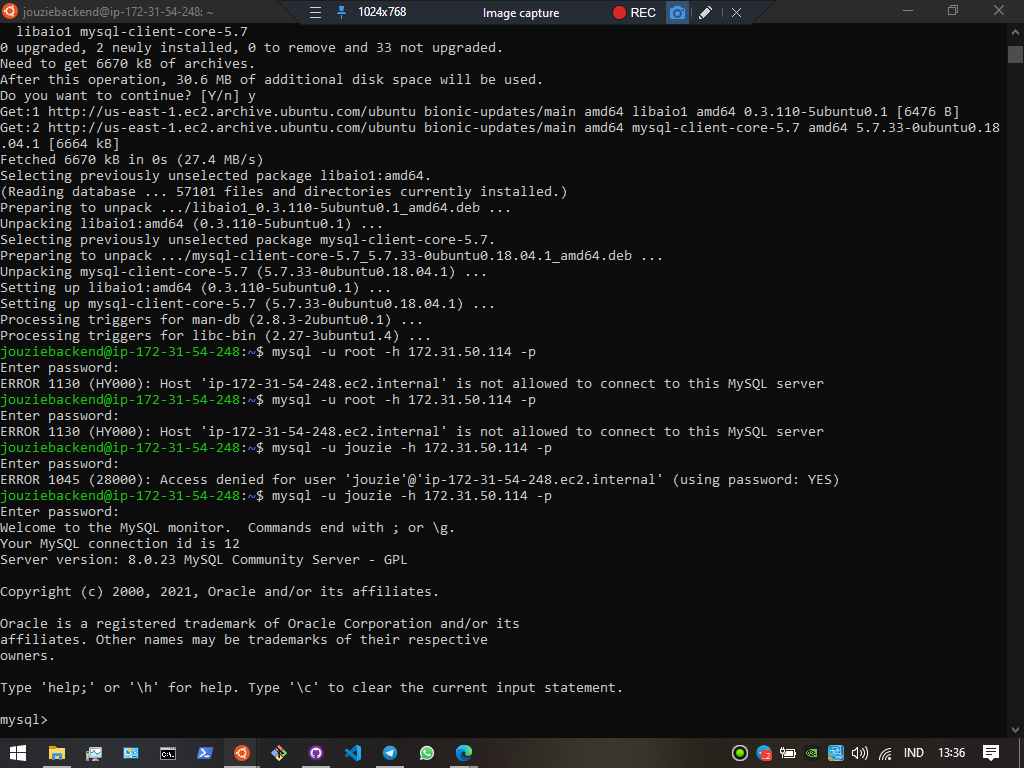 jouziebackend@ip-172-31-54-248: ~
1024x768
Image capture
REC
libaio1 mysql-client-core-5.7
0 upgraded, 2 newly installed, 0 to remove and 33 not upgraded.
Need to get 6670 kB of archives.
After this operation, 30.6 MB of additional disk space will be used.
Do you want to continue? [Y/n] y
Get:1 http://us-east-1.ec2.archive.ubuntu.com/ubuntu bionic-updates/main amd64 libaio1 amd64 0.3.110-5ubuntu0.1 [6476 B]
Get:2 http://us-east-1.ec2.archive.ubuntu.com/ubuntu bionic-updates/main amd64 mysql-client-core-5.7 amd64 5.7.33-0ubuntu0.18
.04.1 [6664 kB]
Fetched 6670 kB in 0s (27.4 MB/s)
Selecting previously unselected package libaio1:amd64.
(Reading database ... 57101 files and directories currently installed.)
Preparing to unpack .../libaio1_0.3.110-5ubuntu0.1_amd64.deb ...
Unpacking libaio1:amd64 (0.3.110-5ubuntu0.1) ...
Selecting previously unselected package mysql-client-core-5.7.
Preparing to unpack .../mysql-client-core-5.7_5.7.33-0ubuntu0.18.04.1_amd64.deb ...
Unpacking mysql-client-core-5.7 (5.7.33-0ubuntu0.18.04.1) ...
Setting up libaio1:amd64 (0.3.110-5ubuntu0.1) ...
Setting up mysql-client-core-5.7 (5.7.33-0ubuntu0.18.04.1) ...
Processing triggers for man-db (2.8.3-2ubuntu0.1) ...
Processing triggers for libc-bin (2.27-3ubuntu1.4) ...
jouziebackend@ip-172-31-54-248:~$ mysql -u root -h 172.31.50.114 -p
Enter password:
ERROR 1130 (HY000): Host 'ip-172-31-54-248.ec2.internal' is not allowed to connect to this MySQL server
jouziebackend@ip-172-31-54-248:~$ mysql -u root -h 172.31.50.114 -p
Enter password:
ERROR 1130 (HY000): Host 'ip-172-31-54-248.ec2.internal' is not allowed to connect to this MySQL server
jouziebackend@ip-172-31-54-248:~$ mysql -u jouzie -h 172.31.50.114 -p
Enter password:
ERROR 1045 (28000): Access denied for user 'jouzie'@'ip-172-31-54-248.ec2.internal' (using password: YES)
jouziebackend@ip-172-31-54-248:~$ mysql -u jouzie -h 172.31.50.114 -p
Enter password:
Welcome to the MySQL monitor.  Commands end with ; or \g.
Your MySQL connection id is 12
Server version: 8.0.23 MySQL Community Server - GPL
Copyright (c) 2000, 2021, Oracle and/or its affiliates.
Oracle is a registered trademark of Oracle Corporation and/or its
affiliates. Other names may be trademarks of their respective
owners.
Type 'help;' or '\h' for help. Type '\c' to clear the current input statement.
mysql>
IND
13:36